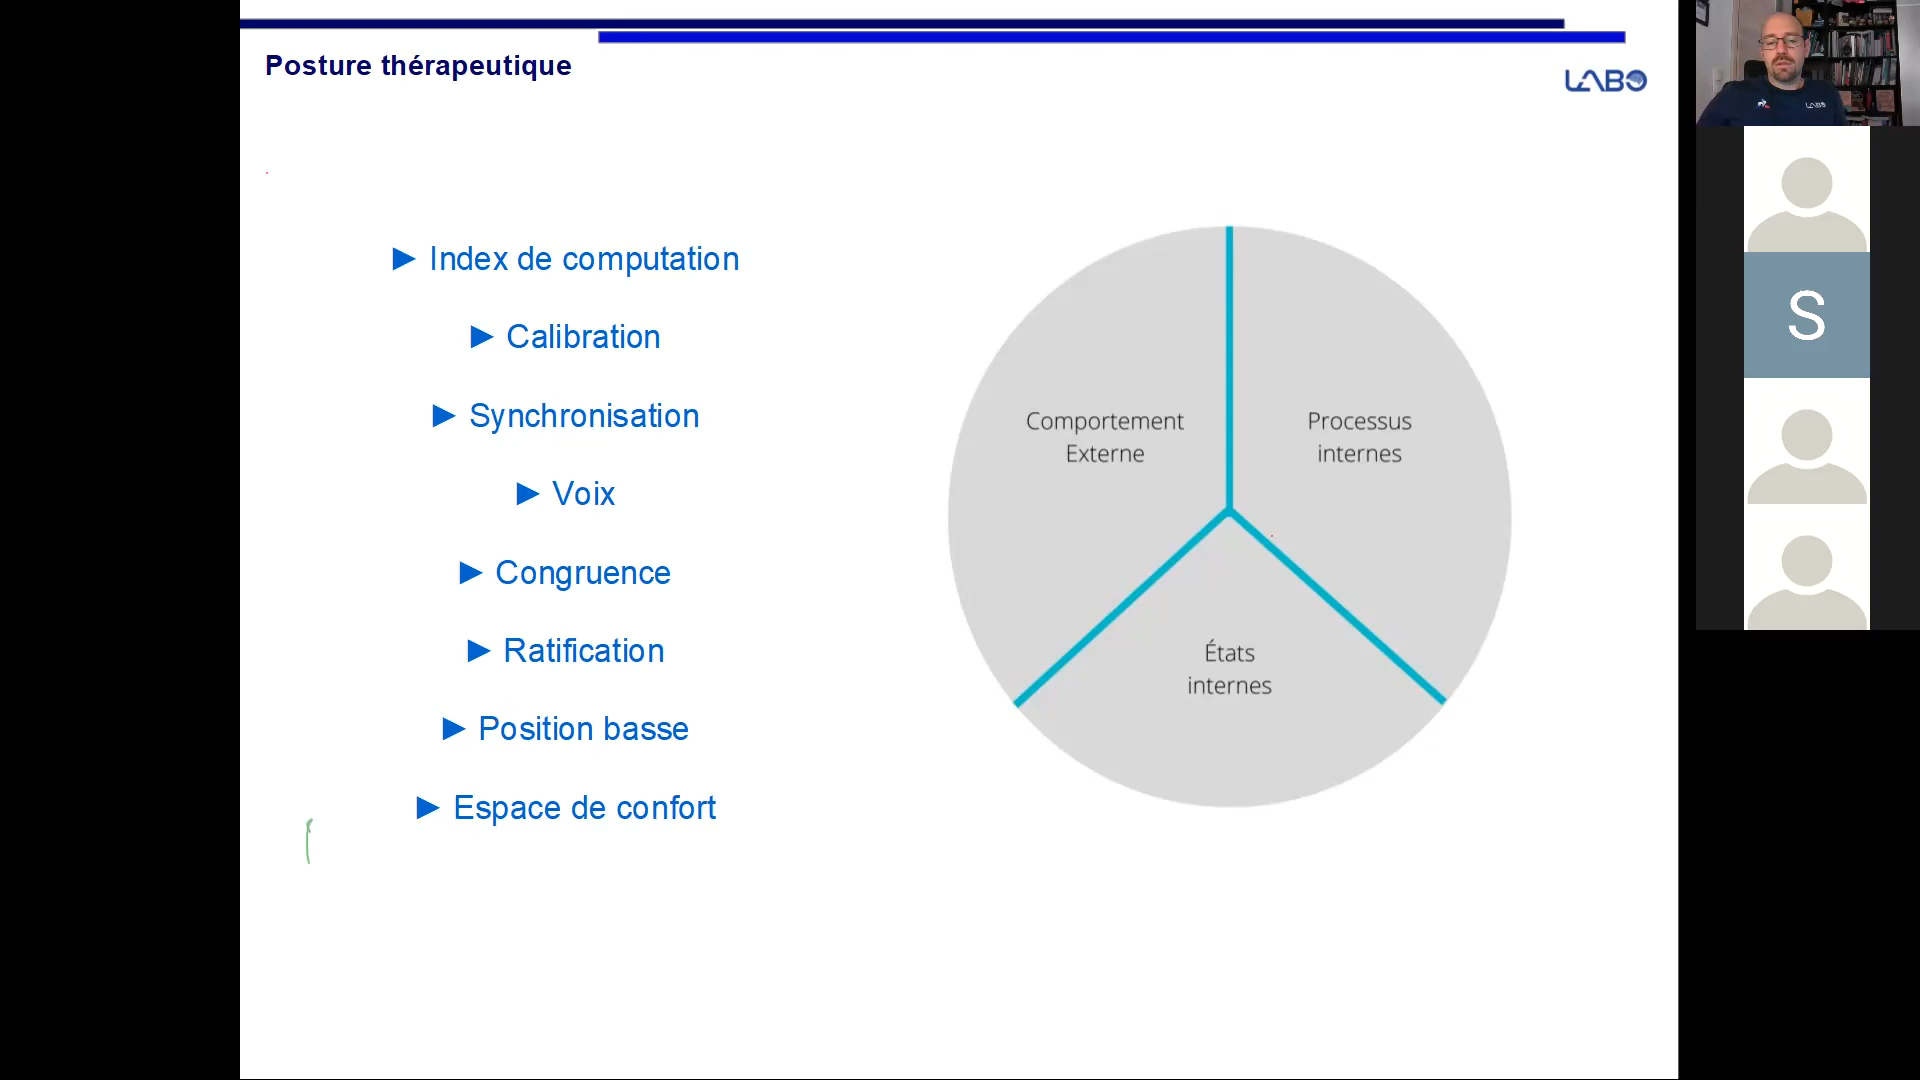 Posture thérapeutique
LABO
► Index de computation
► Calibration
► Synchronisation
► Voix
► Congruence
► Ratification
► Position basse
► Espace de confort
Comportement
Externe
Processus
internes
États
internes
LABO
S